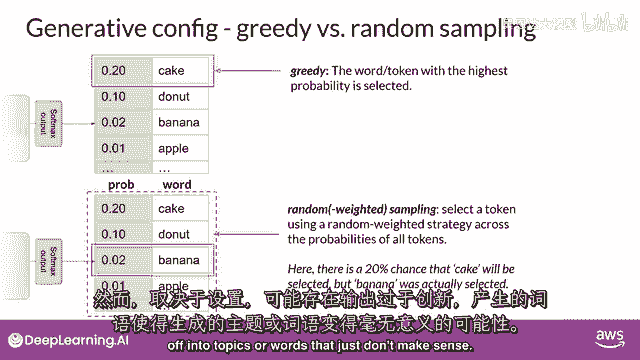 Generative config - greedy vs. random sampling
0.20 cake
0.10 donut
0.02 banana
0.01 apple
... ...
prob word
Softmax output
greedy: The word/token with the highest
probability is selected.
0.20 cake
0.10 donut
0.02 banana
0.01 apple
Softmax output
random(-weighted) sampling: select a token
using a random-weighted strategy across
the probabilities of all tokens.
Here, there is a 20% chance that 'cake' will be
selected, but 'banana' was actually selected.
然而，取决于设置，可能存在输出过于创新，产生的词
语使得生成的主题或词语变得毫无意义的可能性。
off into topics or words that just don't make sense.
DeepLearning.AI
aws